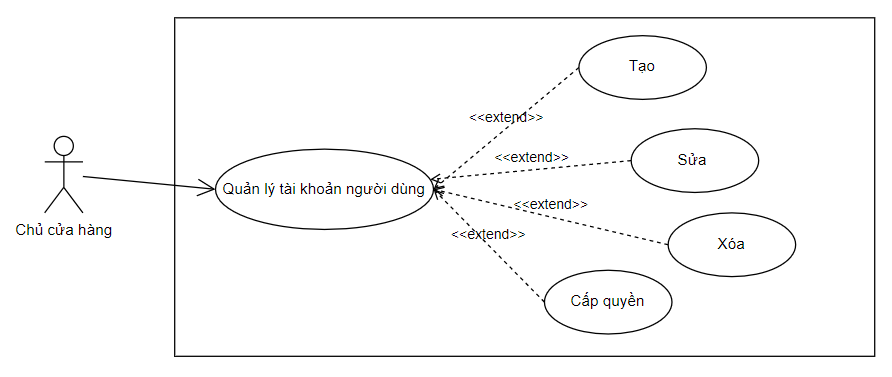 Tạo
<<extend>>
<<extend>>
Sửa
Quản lý tài khoản người dùng
<<extend>>
Chủ cửa hàng
<<extend>>
Xóa
Cấp quyền